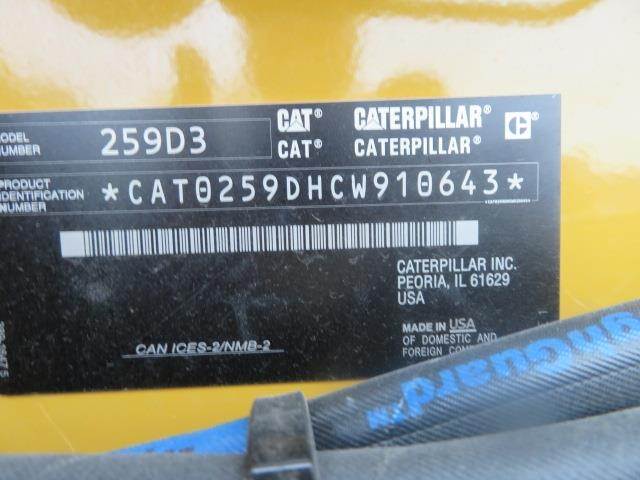 MODEL NUMBER 259D3 CAT® CATERPILLAR® C
CAT® CATERPILLAR®
PRODUCT IDENTIFICATION NUMBER *CAT0259DHCW910643*
CATERPILLAR INC.
PEORIA, IL 61629
USA
MADE IN USA
OF DOMESTIC AND
FOREIGN
CAN ICES-2/NMB-2
Guard™